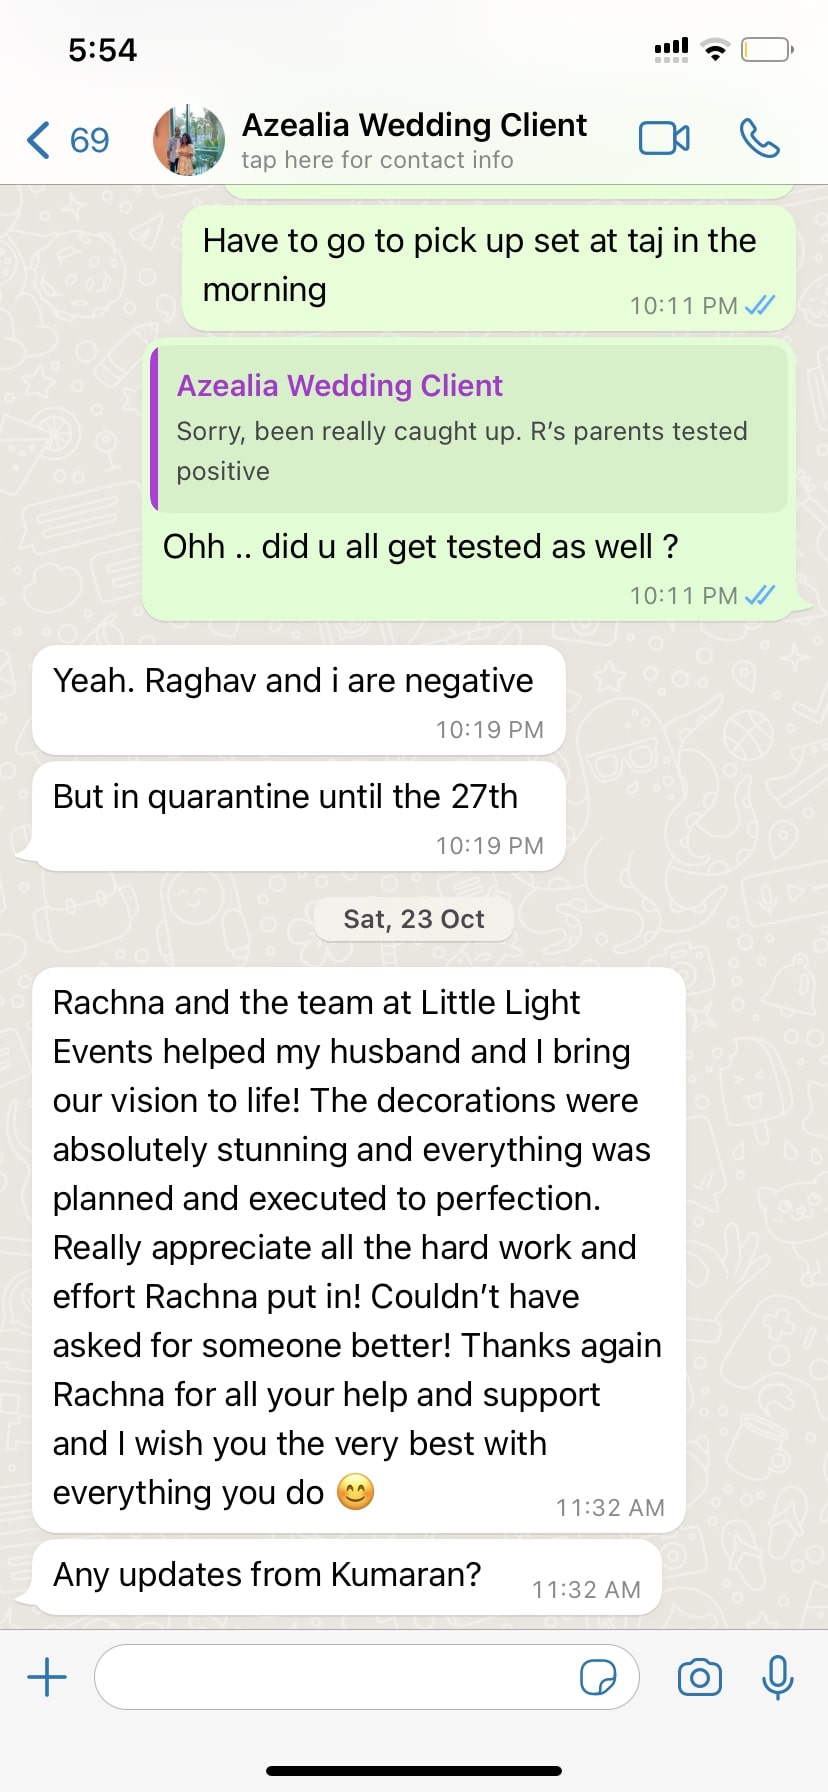 5:54
69
Azealia Wedding Client
tap here for contact info
Have to go to pick up set at taj in the
morning
10:11 PM
Azealia Wedding Client
Sorry, been really caught up. R’s parents tested
positive
Ohh .. did u all get tested as well ?
10:11 PM
Yeah. Raghav and i are negative
10:19 PM
But in quarantine until the 27th
10:19 PM
Sat, 23 Oct
Rachna and the team at Little Light
Events helped my husband and I bring
our vision to life! The decorations were
absolutely stunning and everything was
planned and executed to perfection.
Really appreciate all the hard work and
effort Rachna put in! Couldn’t have
asked for someone better! Thanks again
Rachna for all your help and support
and I wish you the very best with
everything you do 😊
11:32 AM
Any updates from Kumaran?
11:32 AM